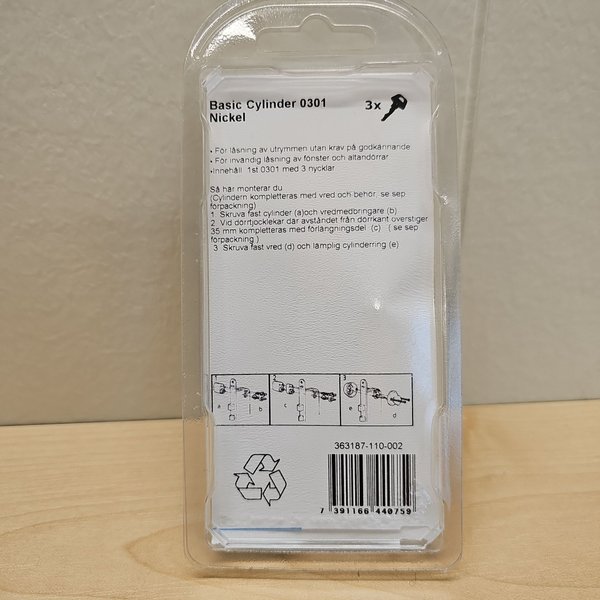 Basic Cylinder 0301
3x
Nickel
• För låsning av utrymmen utan krav på godkännande.
• För invändig låsning av fönster och altandörrar
•Innehåll 1st 0301 med 3 nycklar
Så här monterar du
(Cylindern kompletteras med vred och behör, se sep
förpackning)
1 Skruva fast cylinder (a)och vredmedbringare (b)
2 Vid dörrtjocklekar där avståndet från dörrkant överstiger
35 mm kompletteras med förlängningsdel (c) ( se sep
förpackning )
3 Skruva fast vred (d) och lämplig cylinderring (e)
1 2 3
a b c e d
363187-110-002
7 391166 440759